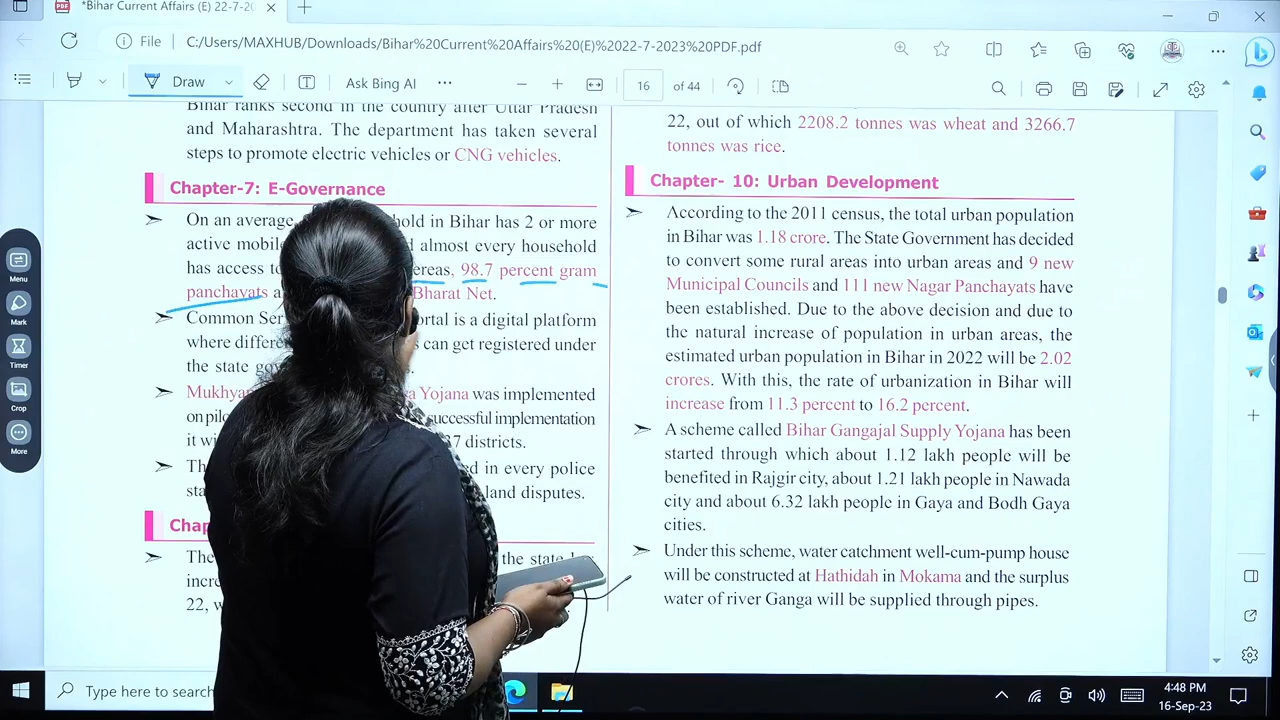 *Bihar Current Affairs (E) 22-7-20
File
C:/Users/MAXHUB/Downloads/Bihar%20Current%20Affairs%20(E)%2022-7-2023%20PDF.pdf
Draw
Ask Bing AI
16 of 44
Menu
Mark
Timer
Crop
More
Bihar ranks second in the country after Uttar Pradesh
and Maharashtra. The department has taken several
steps to promote electric vehicles or CNG vehicles.
Chapter-7: E-Governance
On an average hold in Bihar has 2 or more
active mobile almost every household
has access to ereas, 98.7 percent gram
panchayats Bharat Net.
Common Ser ortal is a digital platform
where differe can get registered under
the state gov
Mukhya Yojana was implemented
on pilo successful implementation
it wi 37 districts.
Th ed in every police
sta land disputes.
Cha
The the state has
incre
22, w
22, out of which 2208.2 tonnes was wheat and 3266.7
tonnes was rice.
Chapter- 10: Urban Development
According to the 2011 census, the total urban population
in Bihar was 1.18 crore. The State Government has decided
to convert some rural areas into urban areas and 9 new
Municipal Councils and 111 new Nagar Panchayats have
been established. Due to the above decision and due to
the natural increase of population in urban areas, the
estimated urban population in Bihar in 2022 will be 2.02
crores. With this, the rate of urbanization in Bihar will
increase from 11.3 percent to 16.2 percent.
A scheme called Bihar Gangajal Supply Yojana has been
started through which about 1.12 lakh people will be
benefited in Rajgir city, about 1.21 lakh people in Nawada
city and about 6.32 lakh people in Gaya and Bodh Gaya
cities.
Under this scheme, water catchment well-cum-pump house
will be constructed at Hathidah in Mokama and the surplus
water of river Ganga will be supplied through pipes.
Type here to search
4:48 PM
16-Sep-23